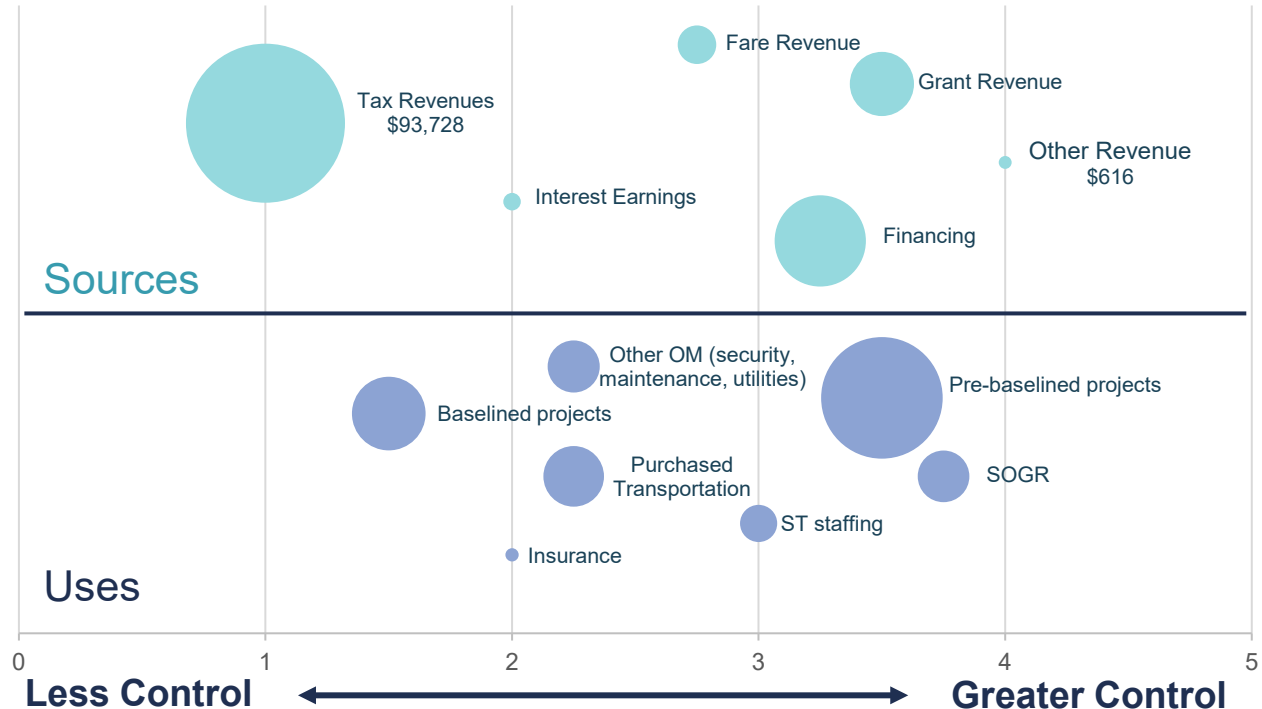 Fare Revenue
Grant Revenue
Tax Revenues
$93,728
Other Revenue
$616
Interest Earnings
Financing
Sources
Other OM (security,
maintenance, utilities)
Pre-baselined projects
Baselined projects
Purchased
Transportation
SOGR
ST staffing
Insurance
Uses
0 1 2 3 4 5
Less Control Greater Control